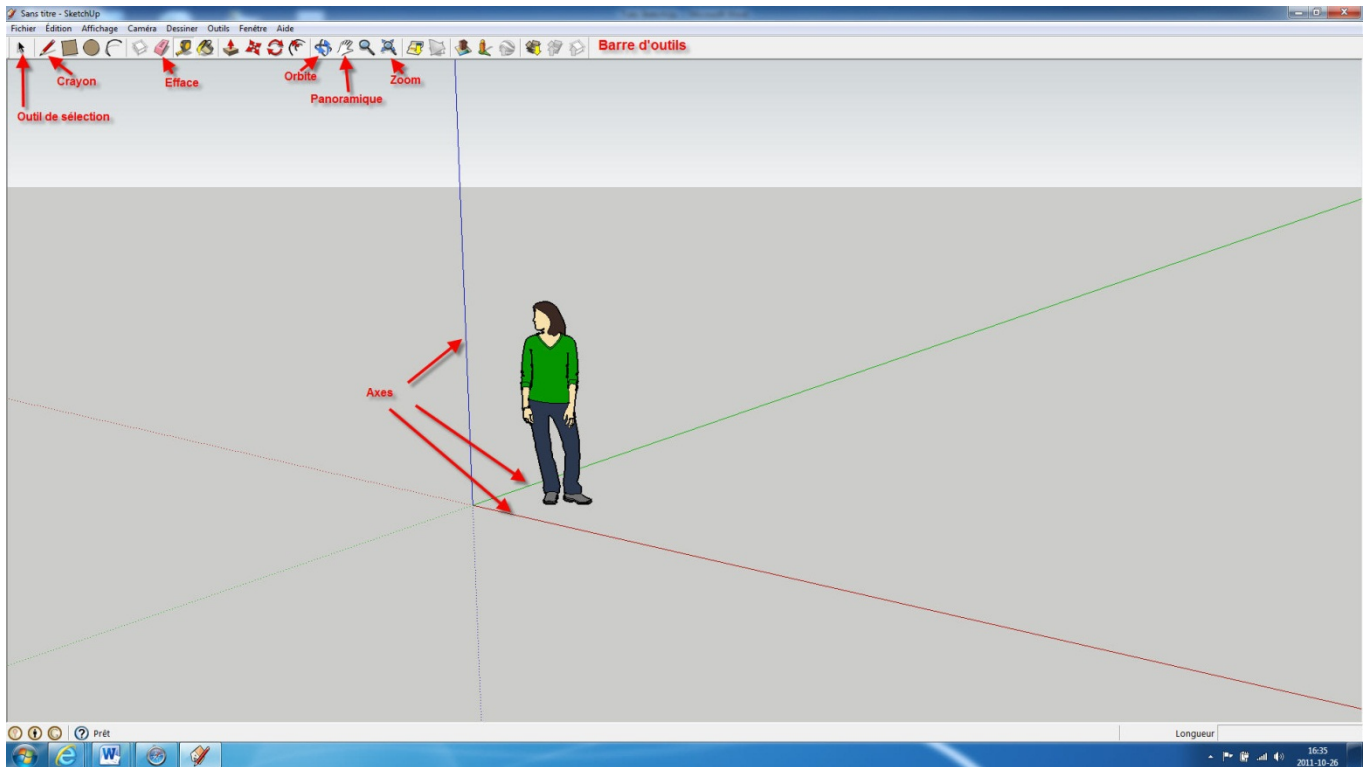 Sans titre - SketchUp
Fichier Édition Affichage Caméra Dessiner Outils Fenêtre Aide
Barre d'outils
Crayon
Efface
Orbite
Zoom
Panoramique
Outil de sélection
Axes
Prêt
Longueur
16:35
2011-10-26